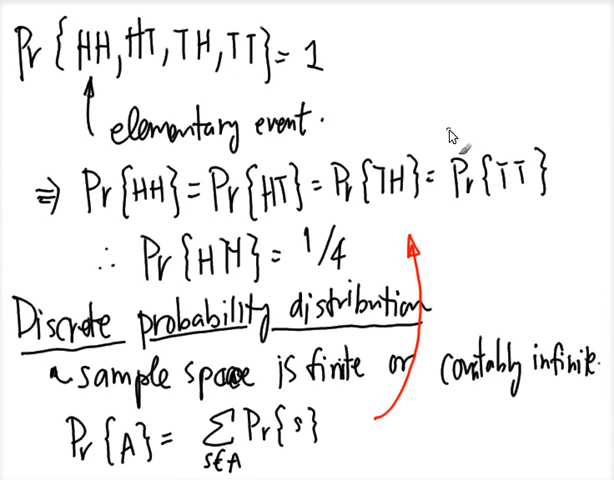 Pr{HH, HT, TH, TT} = 1
elementary event.
⇒ Pr{HH} = Pr{HT} = Pr{TH} = Pr{TT}
∴ Pr{HH} = 1/4
Discrete probability distribution
a sample space is finite or countably infinite.
Pr{A} = ∑ Pr{s}
s∈A